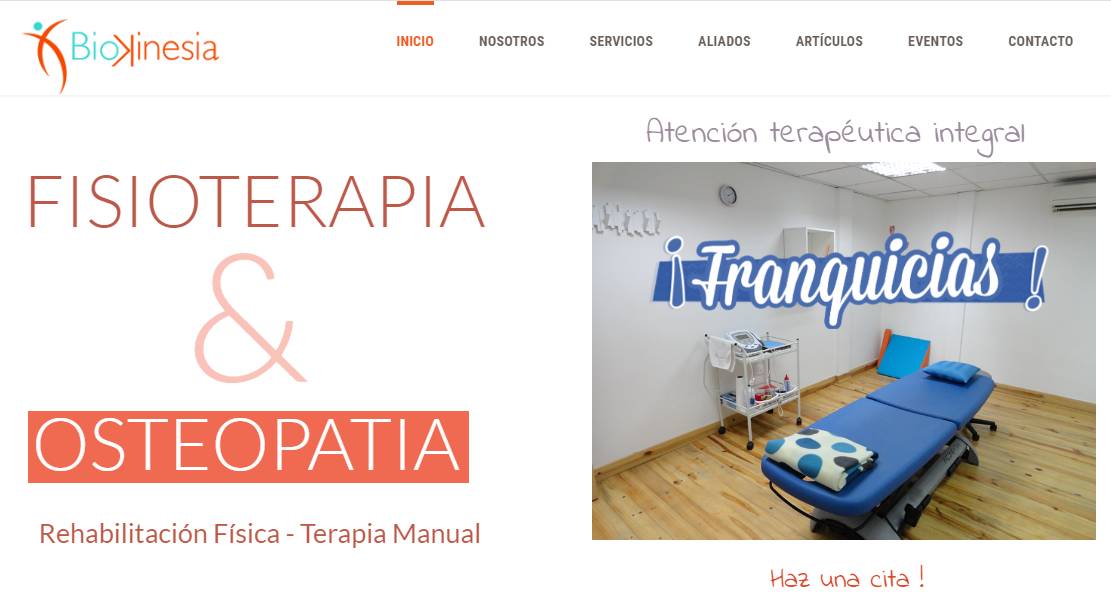 BioKinesia
INICIO NOSOTROS SERVICIOS ALIADOS ARTÍCULOS EVENTOS CONTACTO
Atención terapéutica integral
FISIOTERAPIA
&
OSTEOPATIA
Rehabilitación Física - Terapia Manual
¡Franquicias!
Haz una cita !